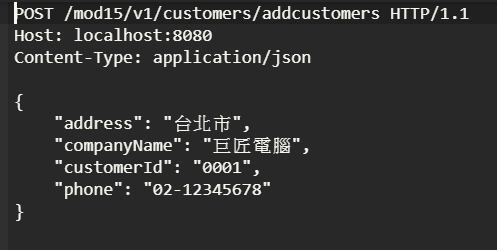 POST /mod15/v1/customers/addcustomers HTTP/1.1
Host: localhost:8080
Content-Type: application/json

{
    "address": "台北市",
    "companyName": "巨匠電腦",
    "customerId": "0001",
    "phone": "02-12345678"
}